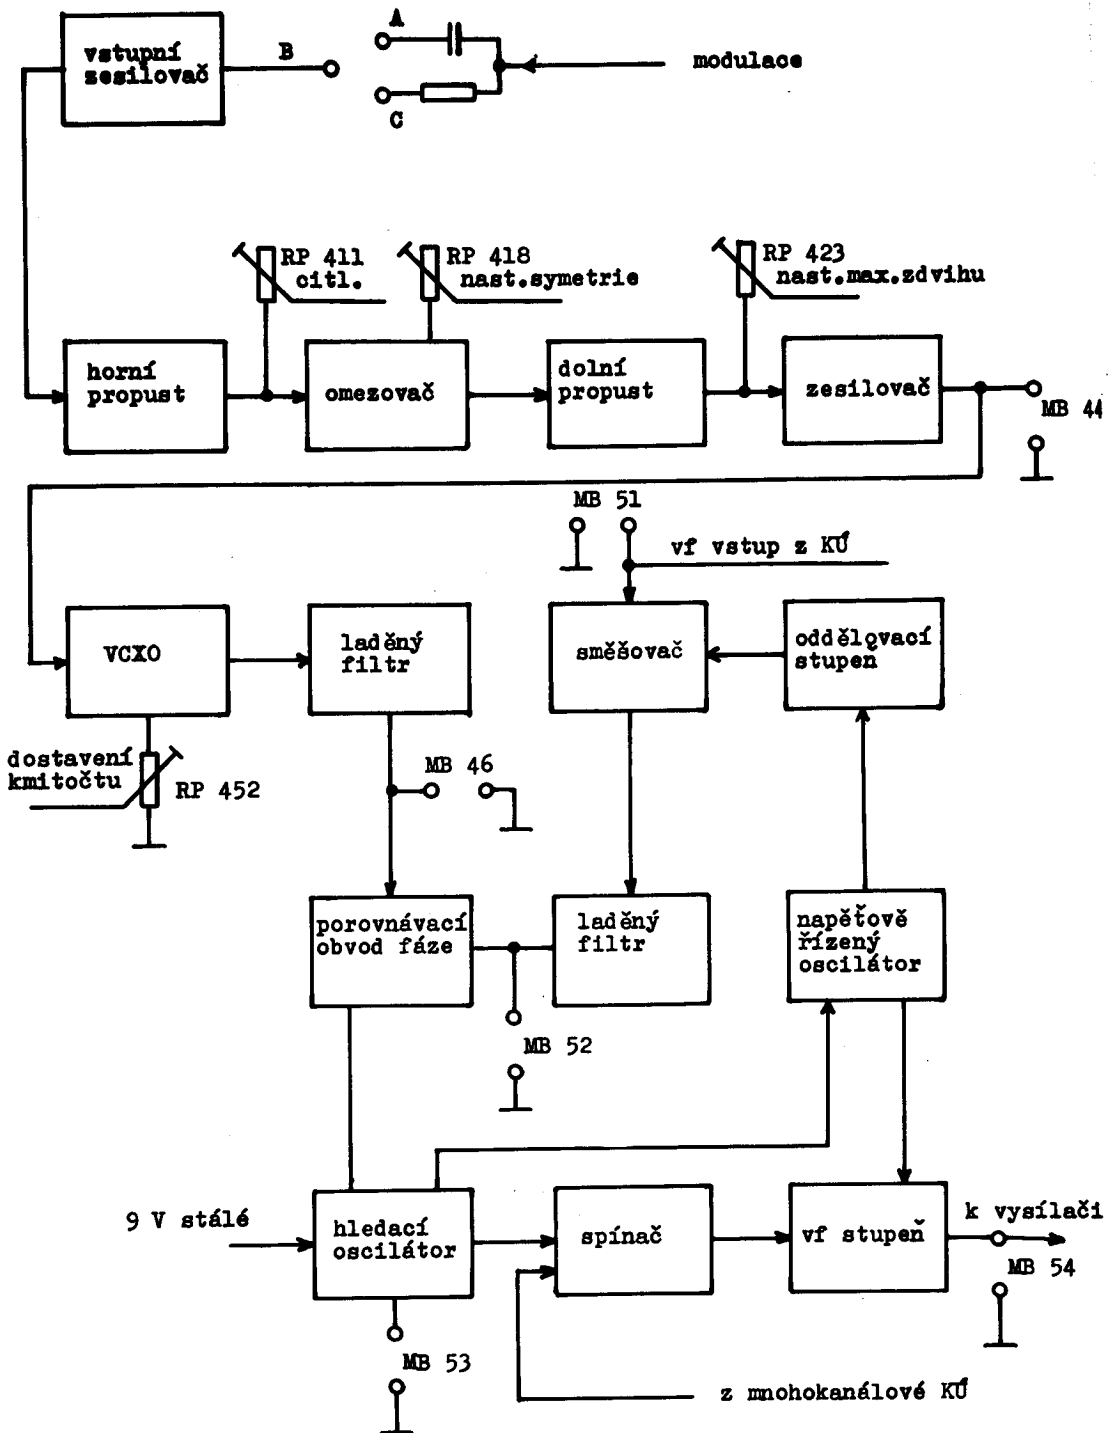 A
vstupní
zesilovač
B
modulace
C
RP 411
citl.
RP 418
nast.symetrie
RP 423
nast.max.zdvihu
horní
propust
omezovač
dolní
propust
zesilovač
MB 44
MB 51
vf vstup z KÚ
VCXO
laděný
filtr
směšovač
oddělovací
stupeň
dostavení
kmitočtu
RP 452
MB 46
porovnávací
obvod fáze
laděný
filtr
napěťově
řízený
oscilátor
MB 52
9 V stálé
hledací
oscilátor
spínač
vf stupeň
k vysílači
MB 54
MB 53
z mnohokanálové KÚ